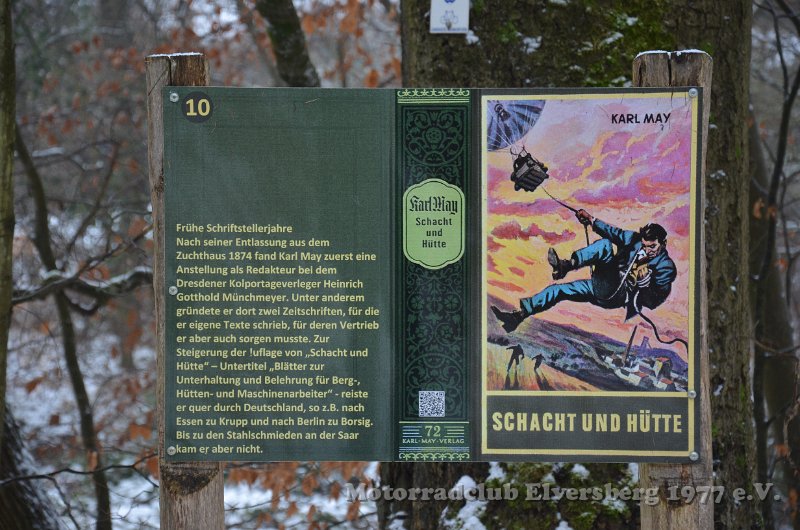 10
Frühe Schriftstellerjahre
Nach seiner Entlassung aus dem
Zuchthaus 1874 fand Karl May zuerst eine
Anstellung als Redakteur bei dem
Dresdener Kolportageverleger Heinrich
Gotthold Münchmeyer. Unter anderem
gründete er dort zwei Zeitschriften, für die
er eigene Texte schrieb, für deren Vertrieb
er aber auch sorgen musste. Zur
Steigerung der !uflage von „Schacht und
Hütte“ – Untertitel „Blätter zur
Unterhaltung und Belehrung für Berg-,
Hütten- und Maschinenarbeiter“ - reiste
er quer durch Deutschland, so z.B. nach
Essen zu Krupp und nach Berlin zu Borsig.
Bis zu den Stahlschmieden an der Saar
kam er aber nicht.
Karl May
Schacht
und
Hütte
72
KARL-MAY-VERLAG
KARL MAY
SCHACHT UND HÜTTE
Motorradclub Elversberg 1977 e.V.